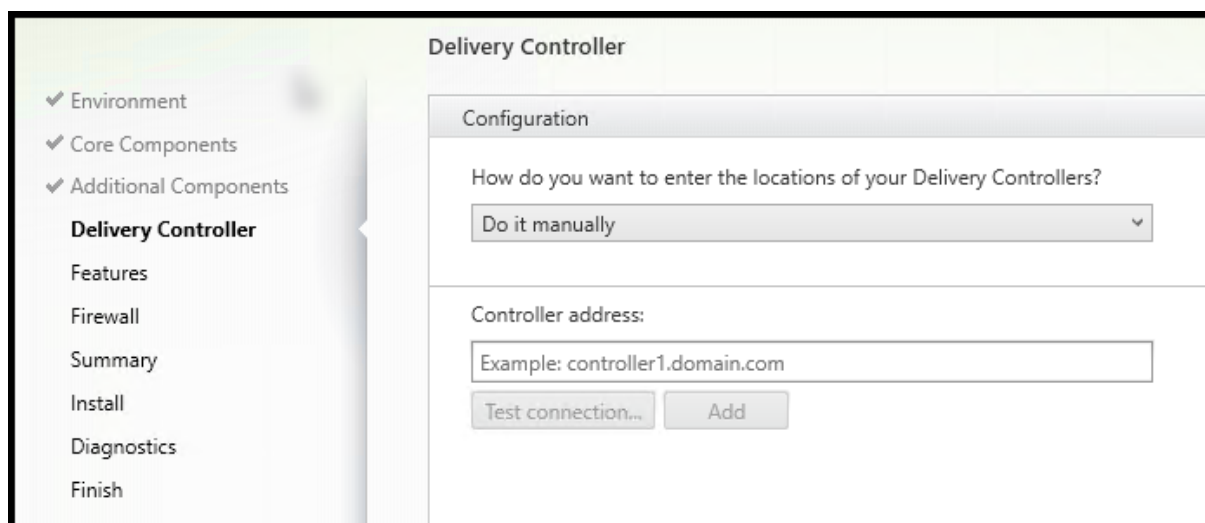 Delivery Controller
Environment
Core Components
Additional Components
Delivery Controller
Features
Firewall
Summary
Install
Diagnostics
Finish
Configuration
How do you want to enter the locations of your Delivery Controllers?
Do it manually
Controller address:
Example: controller1.domain.com
Test connection...
Add